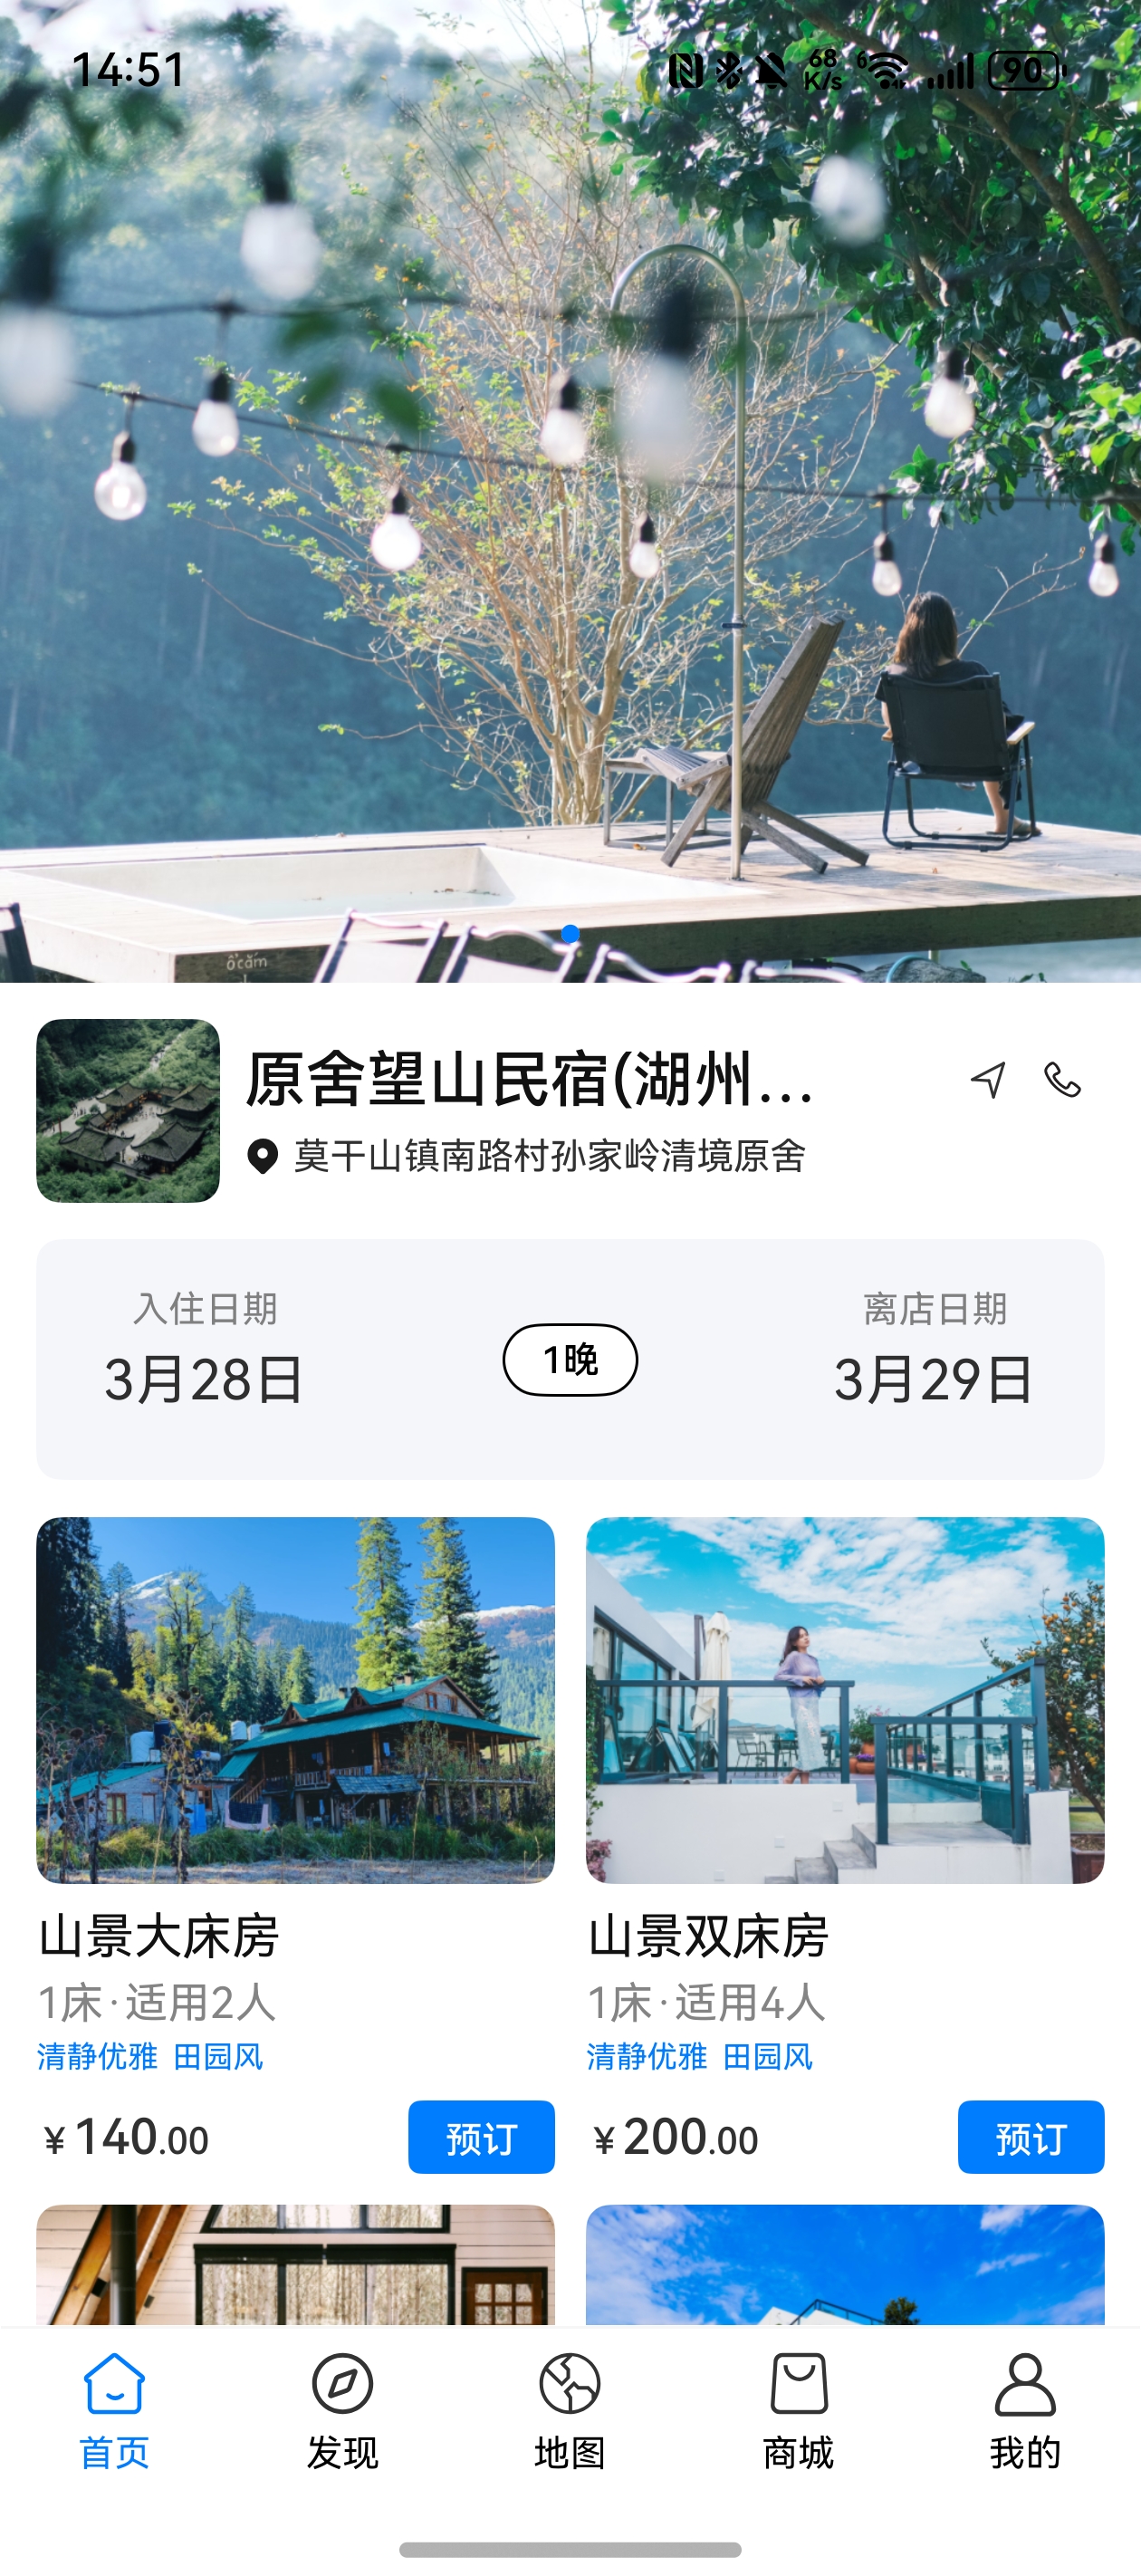 14:51
68
K/s
6
90
ồ cắm
原舍望山民宿(湖州...
莫干山镇南路村孙家岭清境原舍
入住日期
离店日期
3月28日
1晚
3月29日
山景大床房
山景双床房
1床·适用2人
1床·适用4人
清静优雅 田园风
清静优雅 田园风
¥140.00
预订
¥200.00
预订
首页
发现
地图
商城
我的